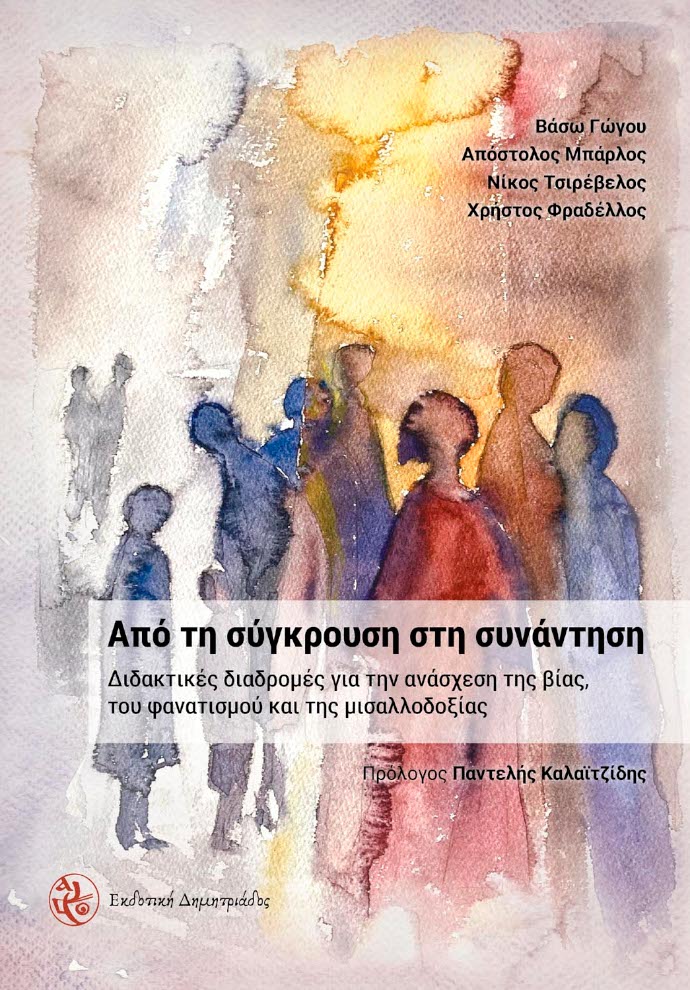 Βάσω Γώγου
Απόστολος Μπάρλος
Νίκος Τσιρέβελος
Χρήστος Φραδέλλος
Από τη σύγκρουση στη συνάντηση
Διδακτικές διαδρομές για την ανάσχεση της βίας,
του φανατισμού και της μισαλλοδοξίας
Πρόλογος Παντελής Καλαϊτζίδης
Εκδοτική Δημητριάδος